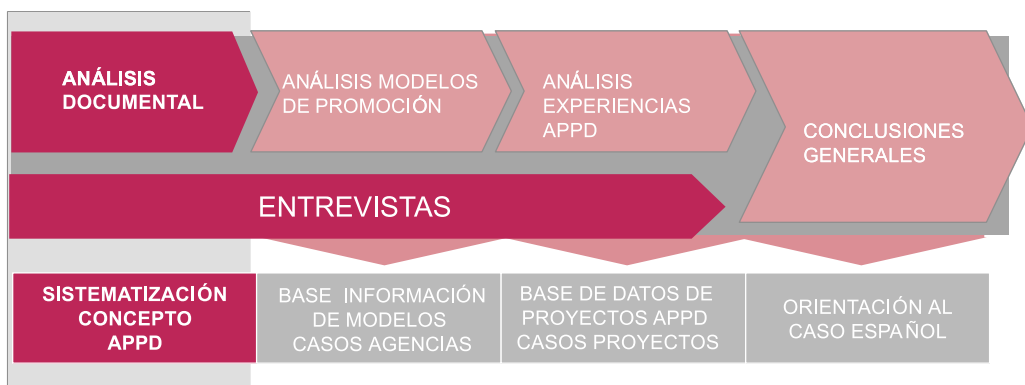 ANÁLISIS
DOCUMENTAL
ANÁLISIS MODELOS
DE PROMOCIÓN
ANÁLISIS
EXPERIENCIAS
APPD
CONCLUSIONES
GENERALES
ENTREVISTAS
SISTEMATIZACIÓN
CONCEPTO
APPD
BASE INFORMACIÓN
DE MODELOS
CASOS AGENCIAS
BASE DE DATOS DE
PROYECTOS APPD
CASOS PROYECTOS
ORIENTACIÓN AL
CASO ESPAÑOL